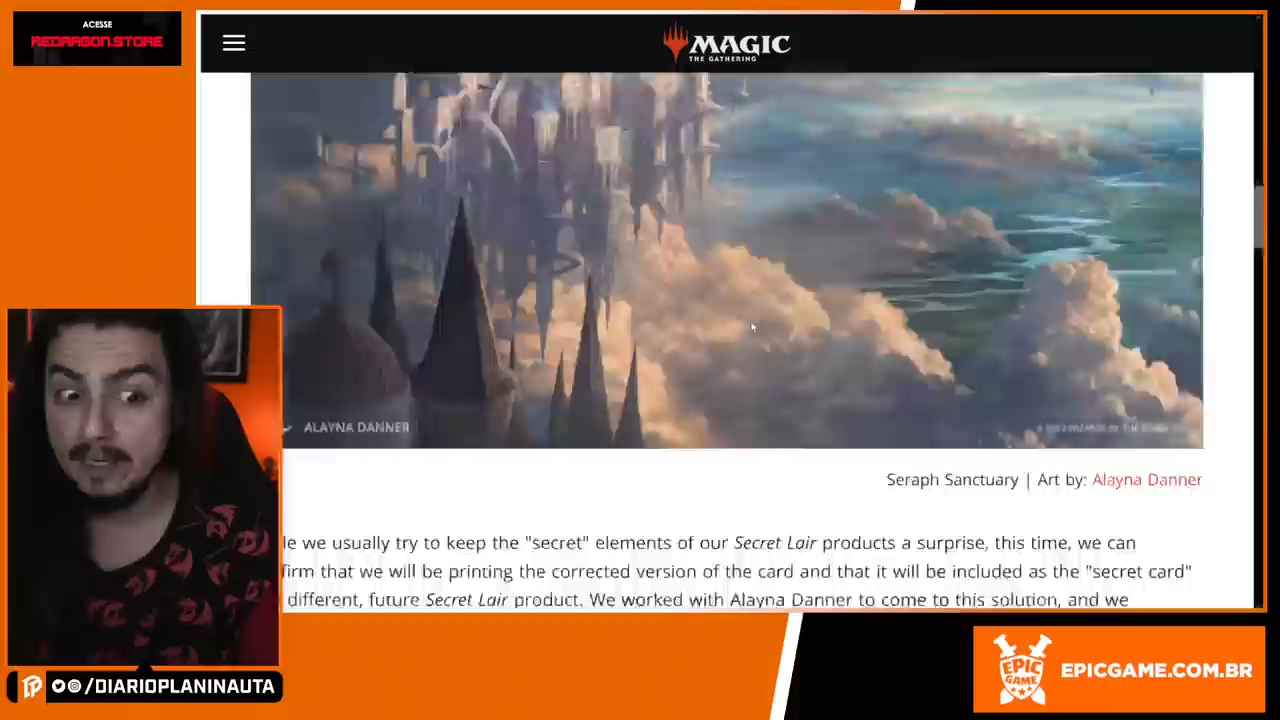 ACESSE
REDRAGON.STORE
MAGIC
THE GATHERING
ALAYNA DANNER
Seraph Sanctuary | Art by: Alayna Danner
we usually try to keep the "secret" elements of our Secret Lair products a surprise, this time, we can
that we will be printing the corrected version of the card and that it will be included as the "secret card"
different, future Secret Lair product. We worked with Alayna Danner to come to this solution, and we
/DIARIOPLANINAUTA
EPIC
GAME
EPICGAME.COM.BR